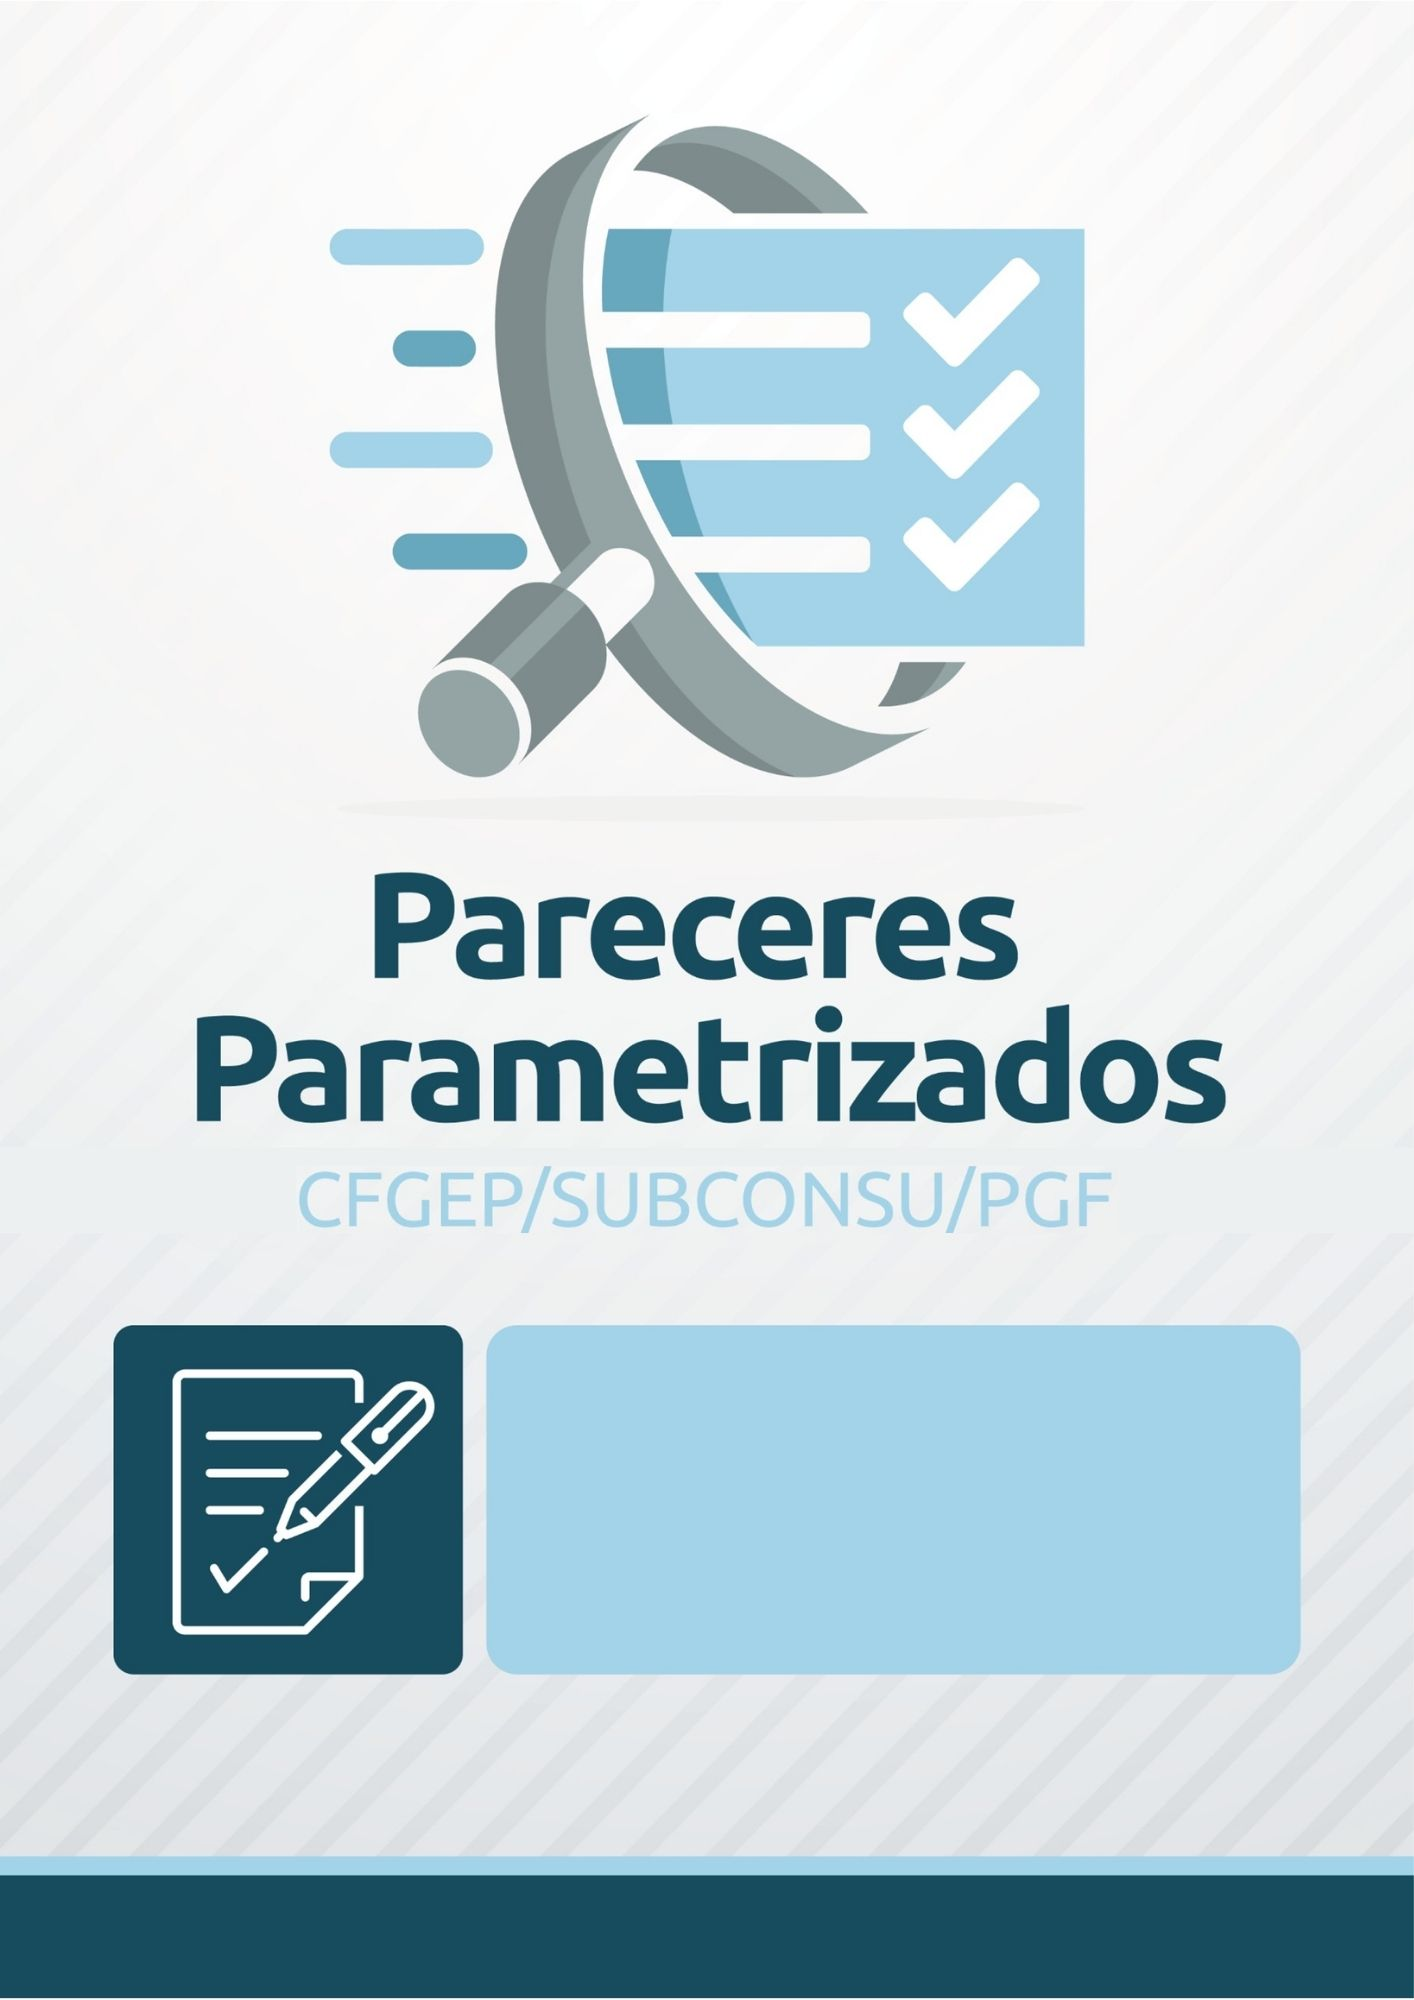 Pareceres
Parametrizados
CFGEP/SUBCONSU/PGF